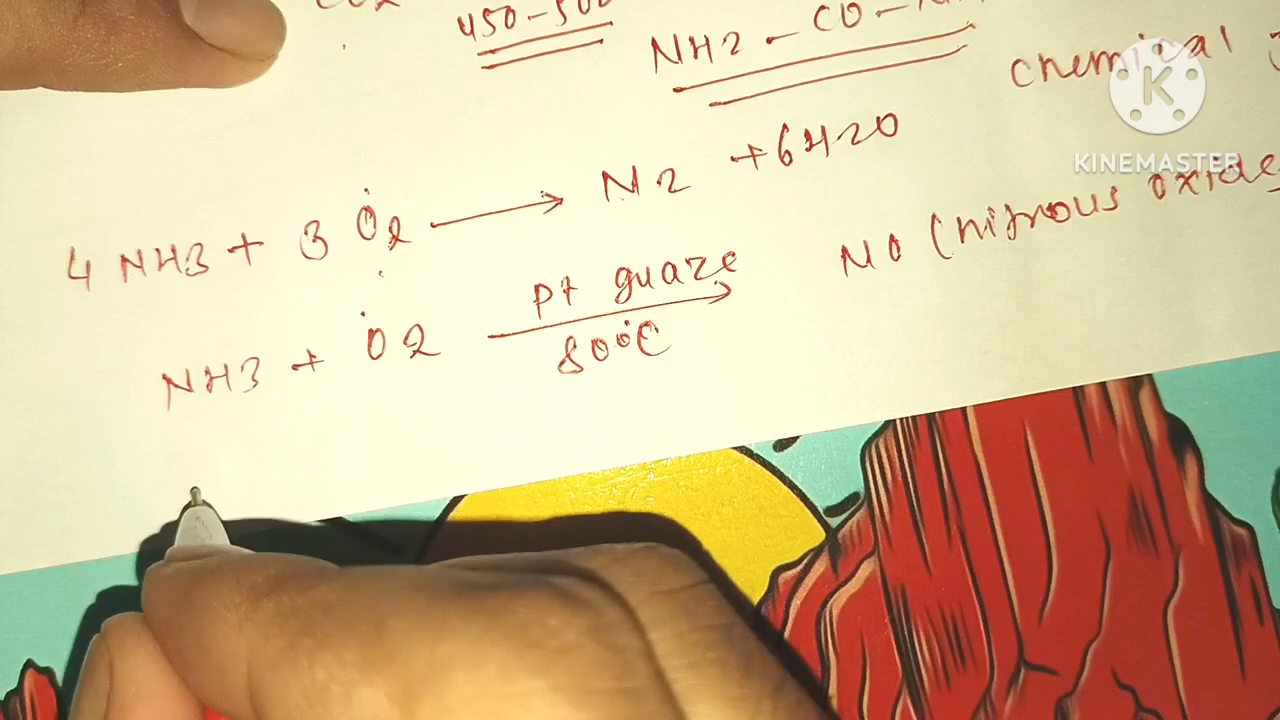 450-500
NH2 - CO - 
chemical
KINEMASTER
4 NH3 + 3 O2 → N2 + 6H2O
NH3 + O2 Pt guaze → NO (nitrous oxide
800°C